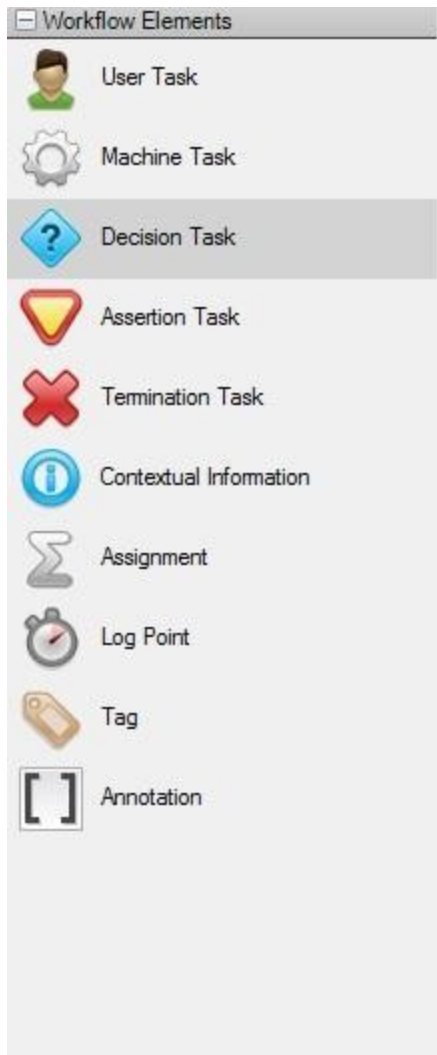 Workflow Elements
User Task
Machine Task
?
Decision Task
Assertion Task
Termination Task
Contextual Information
Assignment
Log Point
Tag
[ ]
Annotation